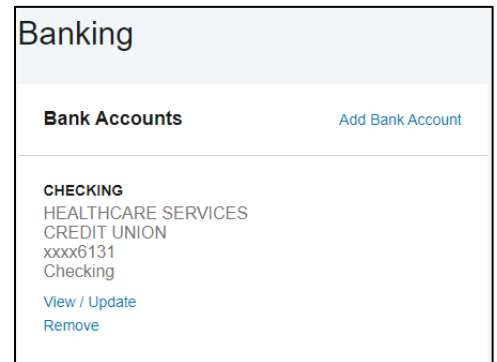 Banking
Bank Accounts Add Bank Account
CHECKING
HEALTHCARE SERVICES
CREDIT UNION
xxxx6131
Checking
View / Update
Remove